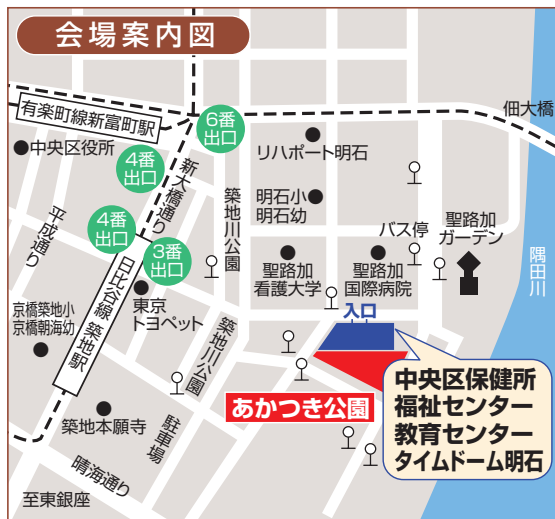 会場案内図
有楽町線新富町駅
佃大橋
6番
出口
中央区役所
リハポート明石
4番
出口
新大橋通り
築地川公園
明石小
明石幼
バス停
聖路加
ガーデン
隅田川
平成通り
4番
出口
3番
出口
日比谷線 築地駅
聖路加
看護大学
聖路加
国際病院
東京
トヨペット
京橋築地小
京橋朝海幼
築地川公園
入口
中央区保健所
福祉センター
教育センター
タイムドーム明石
あかつき公園
築地本願寺
駐車場
晴海通り
至東銀座